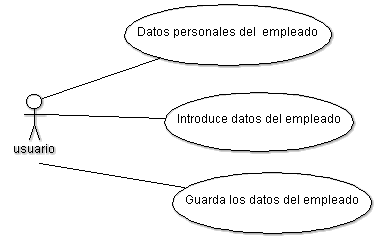 Datos personales del  empleado
Introduce datos del empleado
usuario
Guarda los datos del empleado